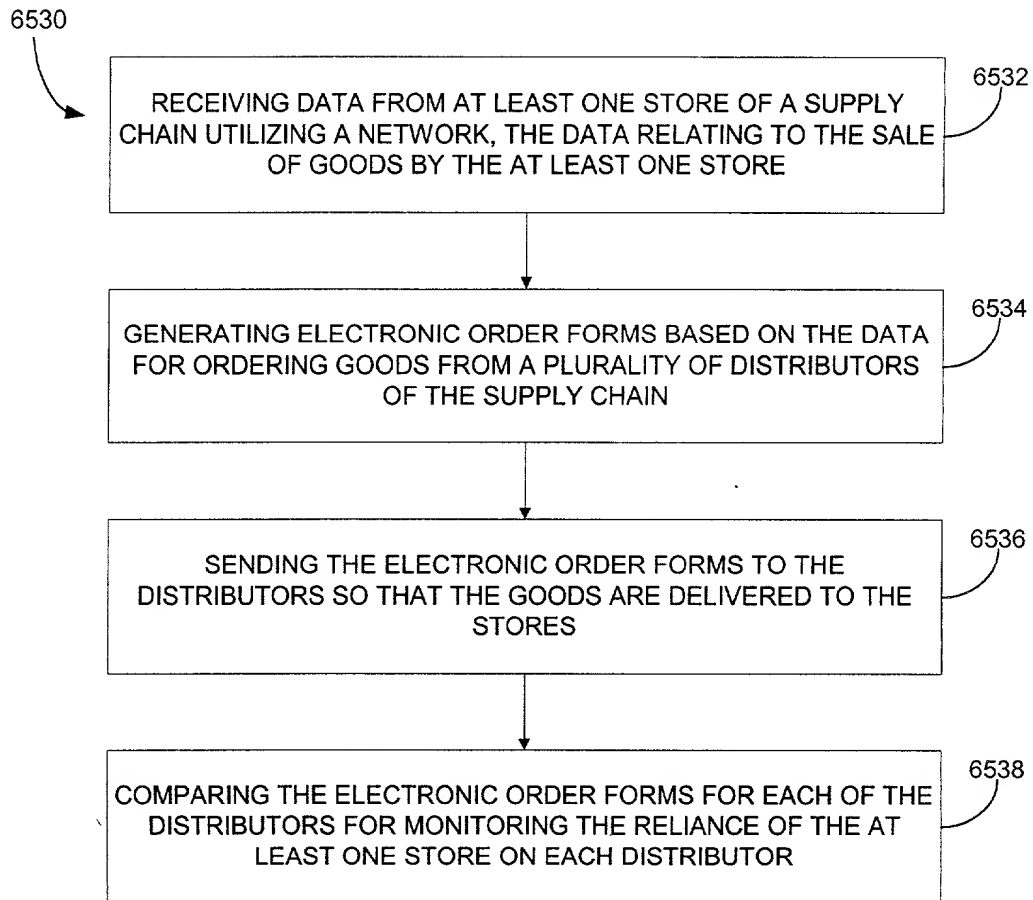 6530
6532
RECEIVING DATA FROM AT LEAST ONE STORE OF A SUPPLY
CHAIN UTILIZING A NETWORK, THE DATA RELATING TO THE SALE
OF GOODS BY THE AT LEAST ONE STORE
6534
GENERATING ELECTRONIC ORDER FORMS BASED ON THE DATA
FOR ORDERING GOODS FROM A PLURALITY OF DISTRIBUTORS
OF THE SUPPLY CHAIN
6536
SENDING THE ELECTRONIC ORDER FORMS TO THE
DISTRIBUTORS SO THAT THE GOODS ARE DELIVERED TO THE
STORES
6538
COMPARING THE ELECTRONIC ORDER FORMS FOR EACH OF THE
DISTRIBUTORS FOR MONITORING THE RELIANCE OF THE AT
LEAST ONE STORE ON EACH DISTRIBUTOR